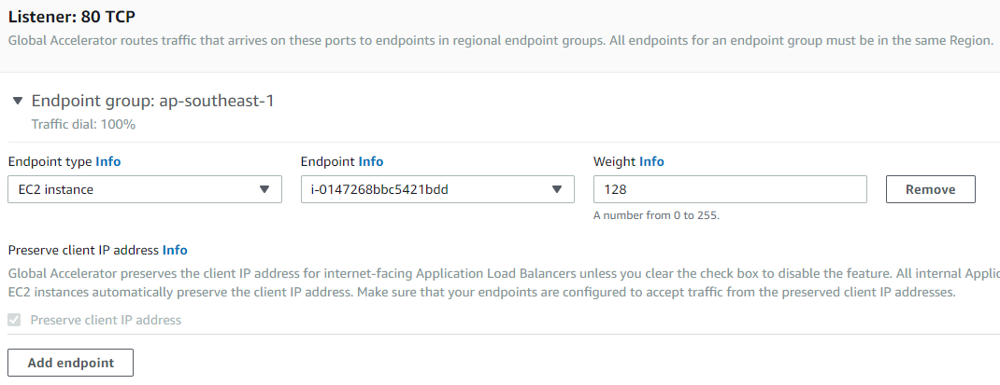 Listener: 80 TCP
Global Accelerator routes traffic that arrives on these ports to endpoints in regional endpoint groups. All endpoints for an endpoint group must be in the same Region.
Endpoint group: ap-southeast-1
Traffic dial: 100%
Endpoint type Info
Endpoint Info
Weight Info
EC2 instance
i-0147268bbc5421bdd
128
Remove
A number from 0 to 255.
Preserve client IP address Info
Global Accelerator preserves the client IP address for internet-facing Application Load Balancers unless you clear the check box to disable the feature. All internal Applic
EC2 instances automatically preserve the client IP address. Make sure that your endpoints are configured to accept traffic from the preserved client IP addresses.
Preserve client IP address
Add endpoint